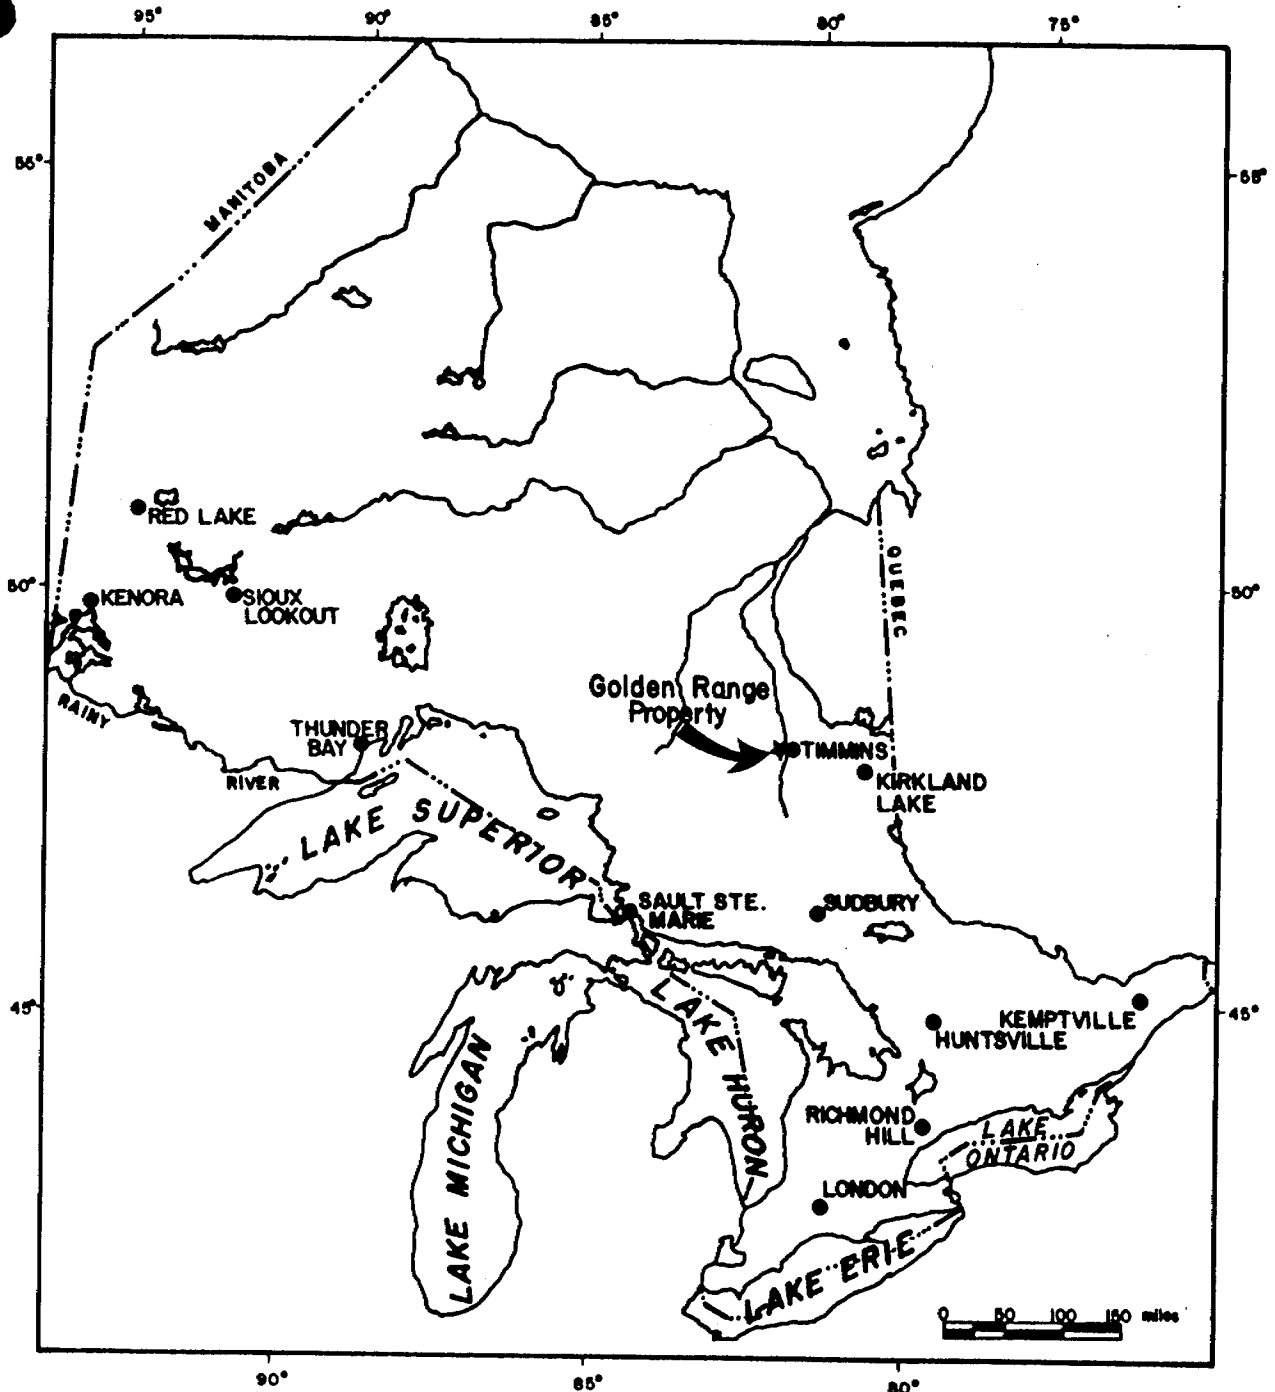 95° 90° 85° 80° 75°
55° 55°
MANITOBA
RED LAKE
QUEBEC
50° 50°
KENORA
SIOUX
LOOKOUT
Golden Range
Property
RAINY
THUNDER
BAY
TIMMINS
RIVER
KIRKLAND
LAKE
LAKE SUPERIOR
SAULT STE.
MARIE
SUDBURY
45° 45°
LAKE HURON
KEMPTVILLE
HUNTSVILLE
LAKE MICHIGAN
RICHMOND
HILL
LAKE
ONTARIO
LONDON
LAKE ERIE
0 50 100 150 miles
90° 85° 80°